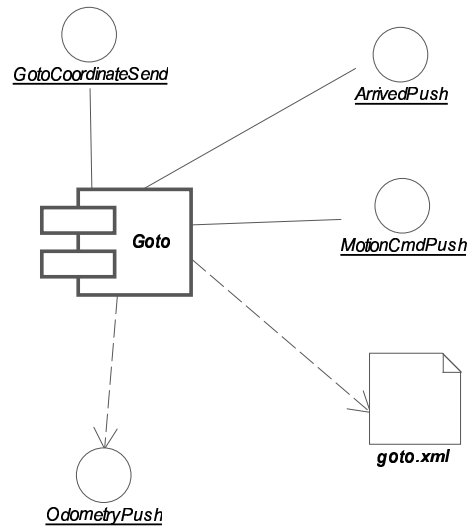 GotoCoordinateSend
ArrivedPush
Goto
MotionCmdPush
goto.xml
OdometryPush